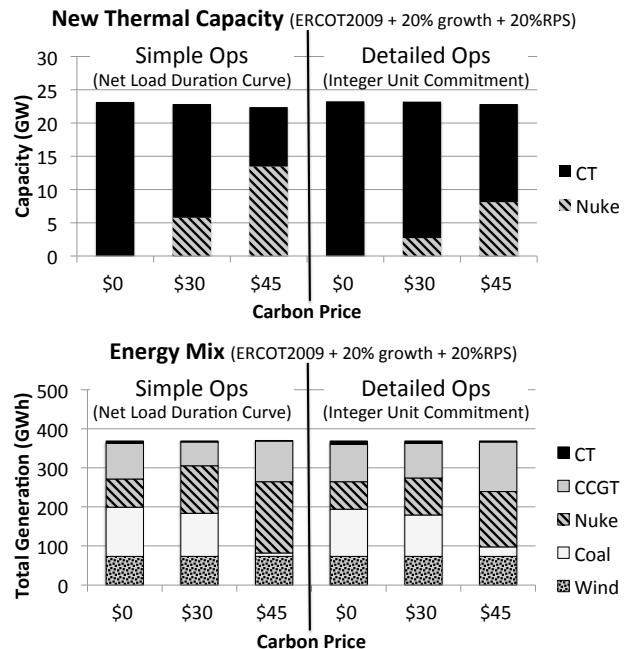 New Thermal Capacity (ERCOT2009 + 20% growth + 20%RPS)
Simple Ops
(Net Load Duration Curve)
Detailed Ops
(Integer Unit Commitment)
30
25
20
15
10
5
0
Capacity (GW)
CT
Nuke
$0 $30 $45 $0 $30 $45
Carbon Price
Energy Mix (ERCOT2009 + 20% growth + 20%RPS)
Simple Ops
(Net Load Duration Curve)
Detailed Ops
(Integer Unit Commitment)
500
400
300
200
100
0
Total Generation (GWh)
CT
CCGT
Nuke
Coal
Wind
$0 $30 $45 $0 $30 $45
Carbon Price